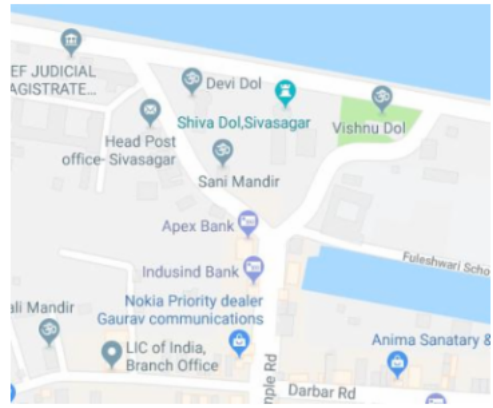 EF JUDICIAL
AGISTRATE...
Devi Dol
Shiva Dol,Sivasagar
Vishnu Dol
Head Post
office- Sivasagar
Sani Mandir
Apex Bank
Fuleshwari Scho
Indusind Bank
ali Mandir
Nokia Priority dealer
Gaurav communications
LIC of India,
Branch Office
Anima Sanatary &
mple Rd
Darbar Rd